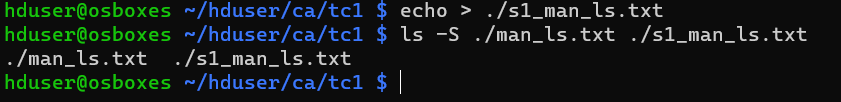 hduser@osboxes ~/hduser/ca/tc1 $ echo > ./s1_man_ls.txt
hduser@osboxes ~/hduser/ca/tc1 $ ls -S ./man_ls.txt ./s1_man_ls.txt
./man_ls.txt  ./s1_man_ls.txt
hduser@osboxes ~/hduser/ca/tc1 $